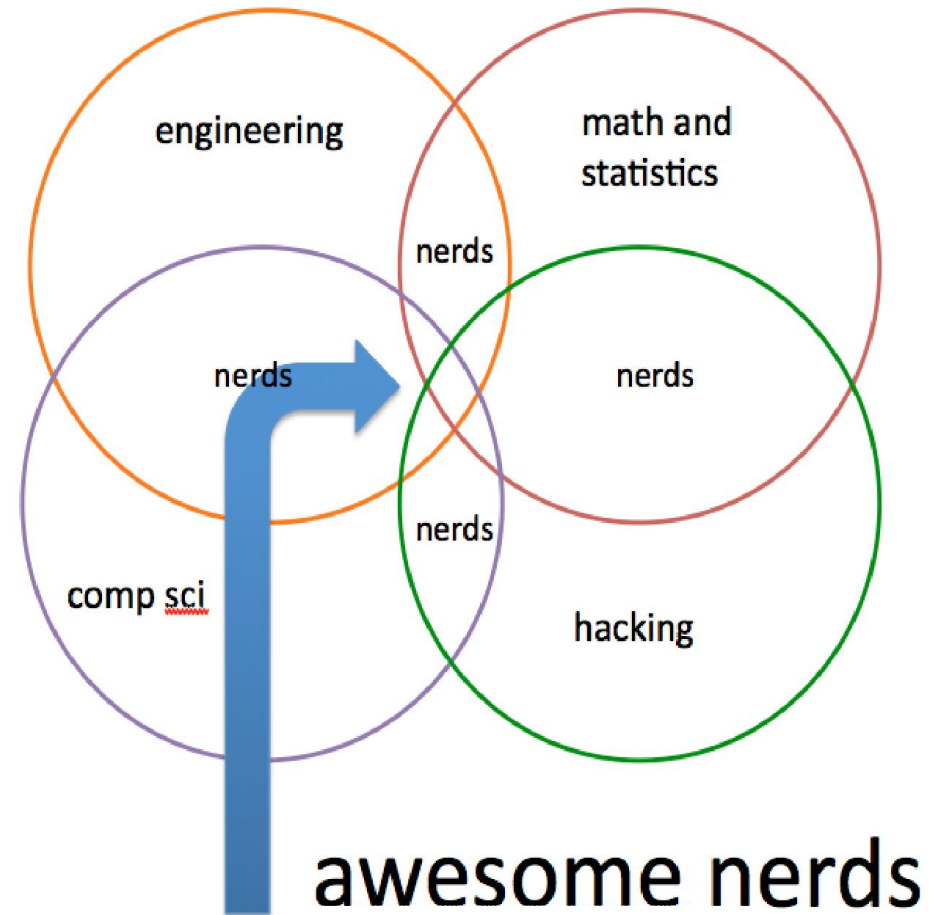 engineering
math and
statistics
nerds
nerds
nerds
nerds
comp sci
hacking
awesome nerds